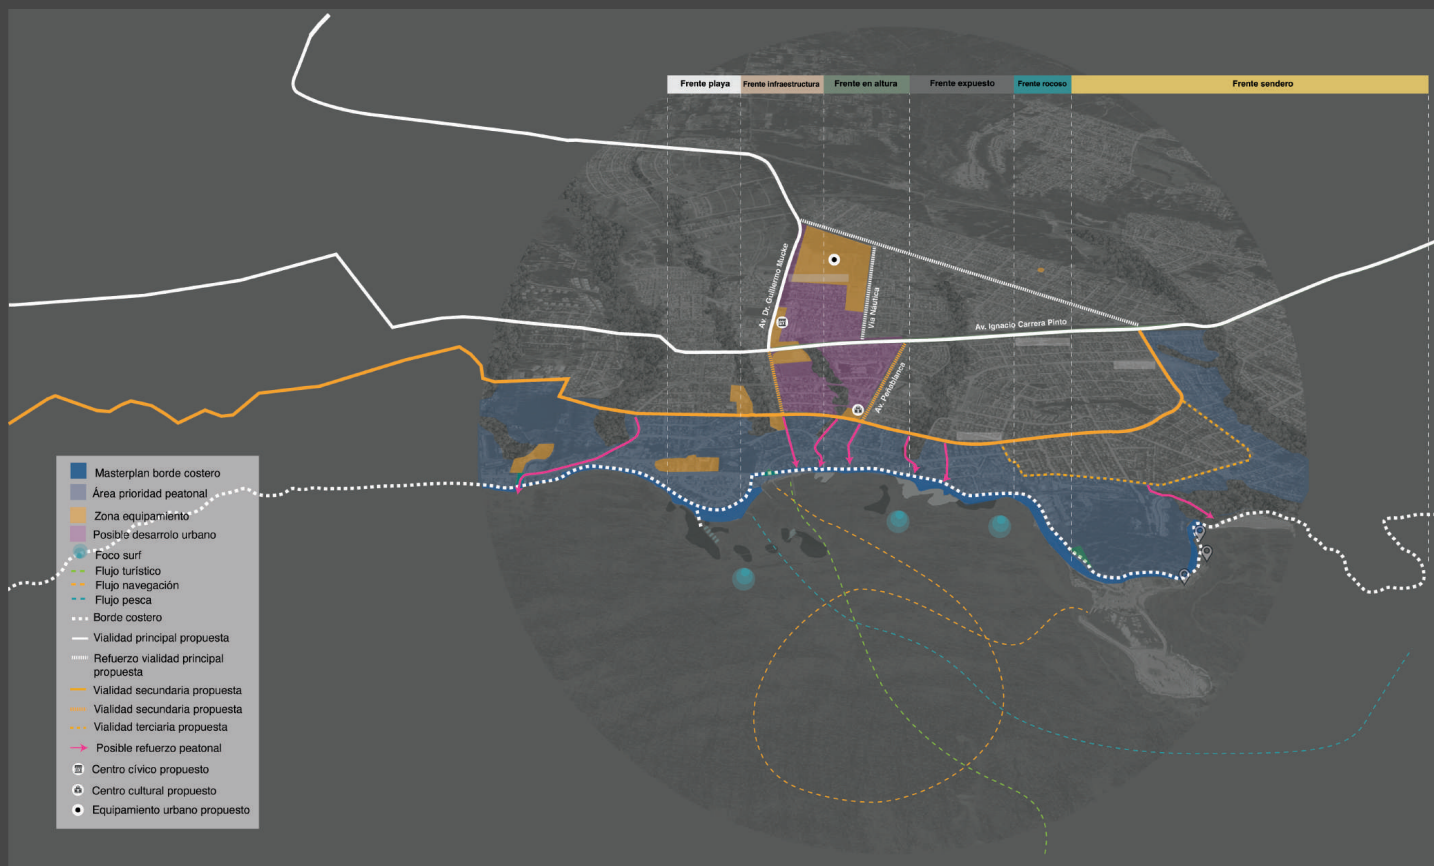 Frente playa
Frente infraestructura
Frente en altura
Frente expuesto
Frente rocoso
Frente sendero
Av. Dr. Guillermo Mucke
Vía Náutica
Av. Ignacio Carrera Pinto
Av. Peñablanca
Masterplan borde costero
Área prioridad peatonal
Zona equipamiento
Posible desarrolo urbano
Foco surf
Flujo turístico
Flujo navegación
Flujo pesca
Borde costero
Vialidad principal propuesta
Refuerzo vialidad principal
propuesta
Vialidad secundaria propuesta
Vialidad secundaria propuesta
Vialidad terciaria propuesta
Posible refuerzo peatonal
Centro cívico propuesto
Centro cultural propuesto
Equipamiento urbano propuesto